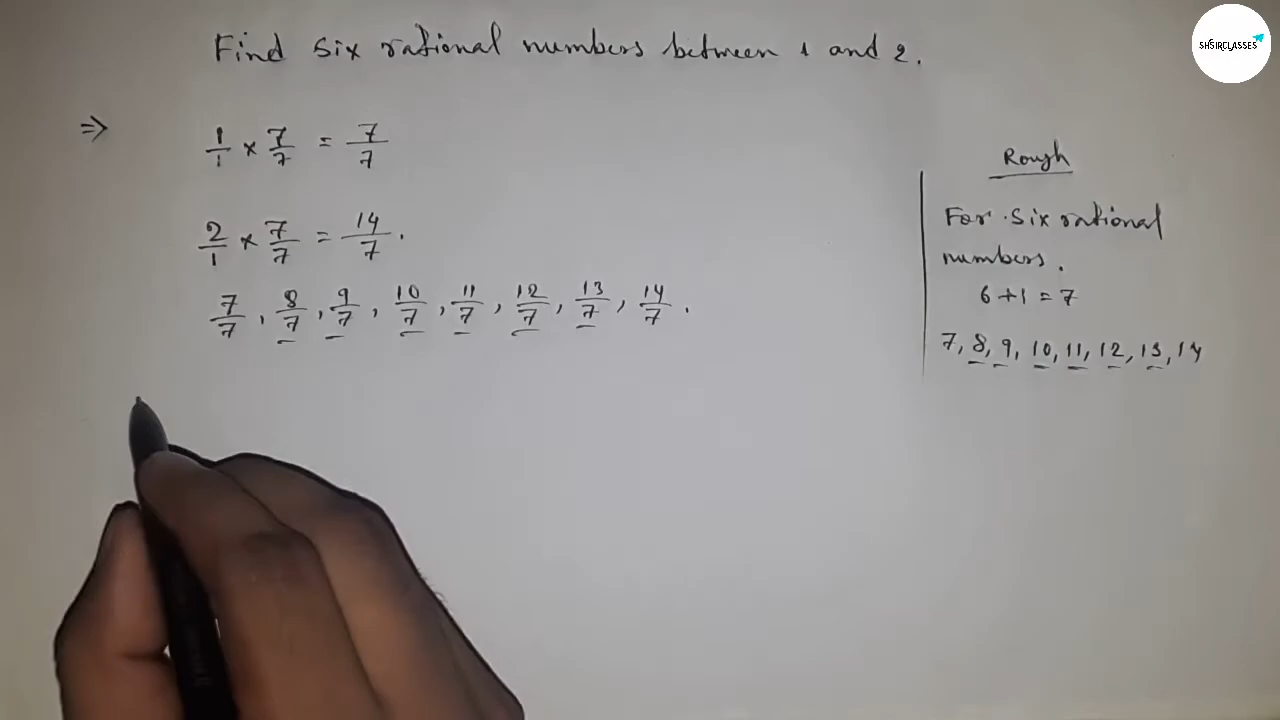 Find six rational numbers between 1 and 2.
SHSIRCLASSES
⇒ 1/1 × 7/7 = 7/7
2/1 × 7/7 = 14/7.
7/7, 8/7, 9/7, 10/7, 11/7, 12/7, 13/7, 14/7.
Rough
For six rational
numbers.
6+1=7
7, 8, 9, 10, 11, 12, 13, 14